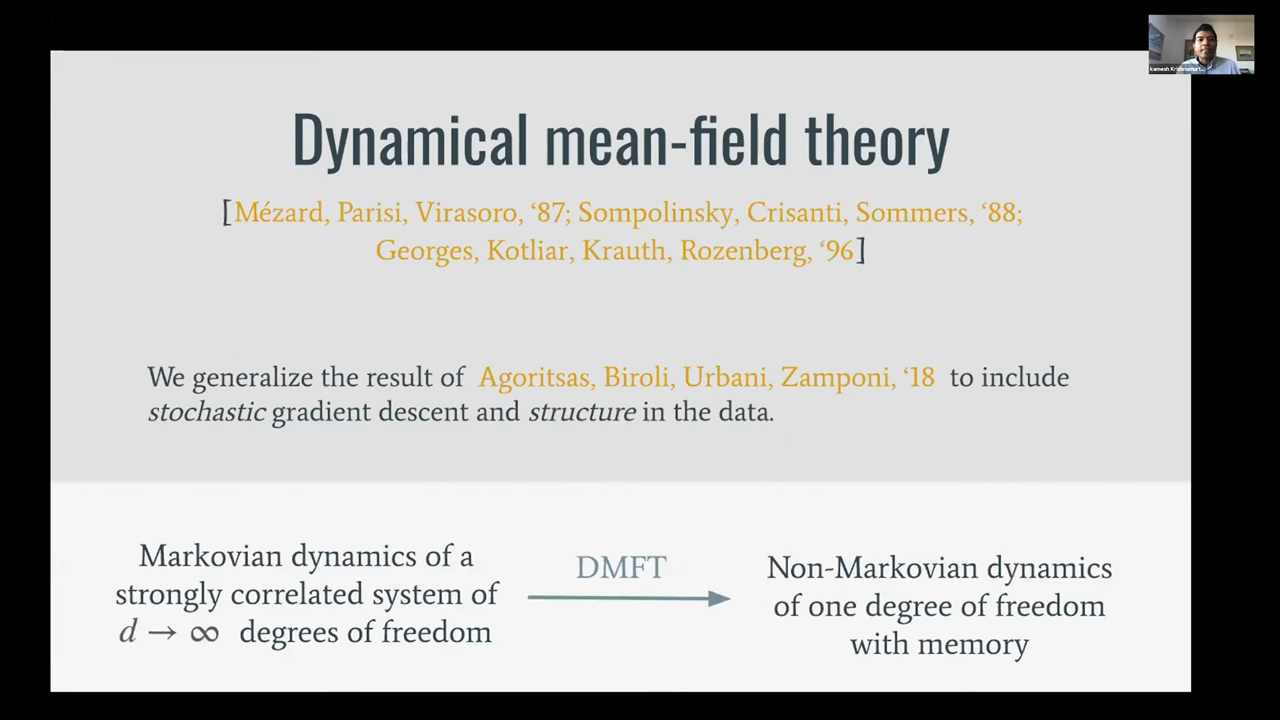 Dynamical mean-field theory
[Mézard, Parisi, Virasoro, ‘87; Sompolinsky, Crisanti, Sommers, ‘88;
Georges, Kotliar, Krauth, Rozenberg, ‘96]
We generalize the result of Agoritsas, Biroli, Urbani, Zamponi, ‘18 to include
stochastic gradient descent and structure in the data.
Markovian dynamics of a
strongly correlated system of
d → ∞ degrees of freedom
DMFT
Non-Markovian dynamics
of one degree of freedom
with memory